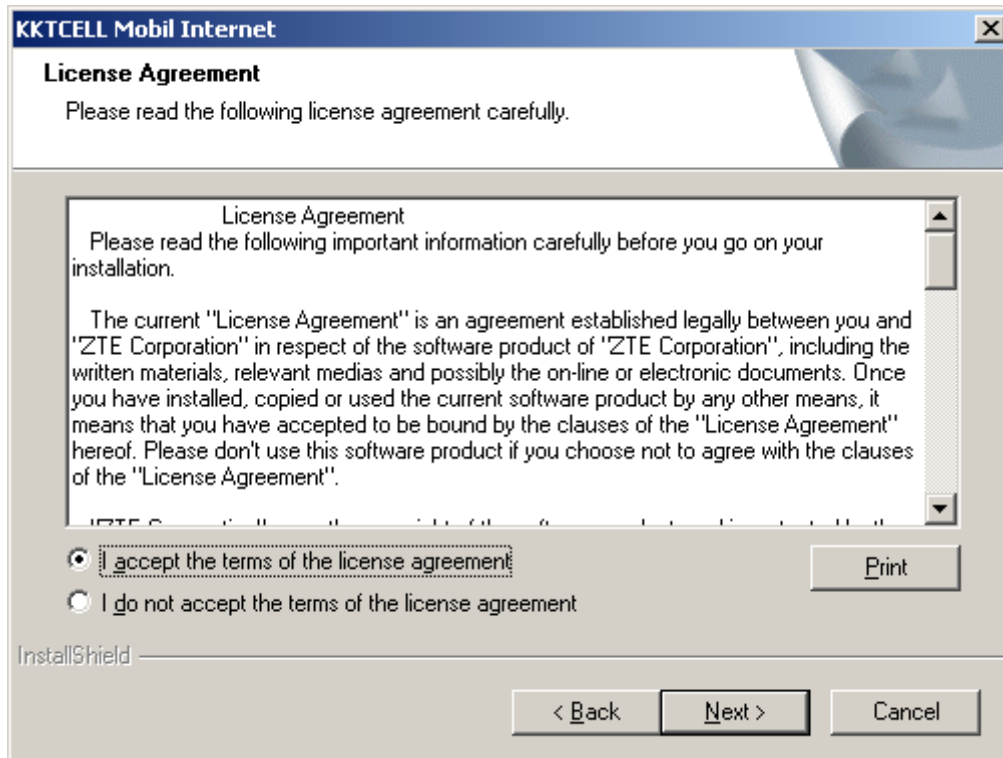 KKTCELL Mobil Internet
License Agreement
Please read the following license agreement carefully.
License Agreement
Please read the following important information carefully before you go on your
installation.
The current "License Agreement" is an agreement established legally between you and
"ZTE Corporation" in respect of the software product of "ZTE Corporation", including the
written materials, relevant medias and possibly the on-line or electronic documents. Once
you have installed, copied or used the current software product by any other means, it
means that you have accepted to be bound by the clauses of the "License Agreement"
hereof. Please don't use this software product if you choose not to agree with the clauses
of the "License Agreement".
I accept the terms of the license agreement
Print
I do not accept the terms of the license agreement
InstallShield
< Back
Next >
Cancel